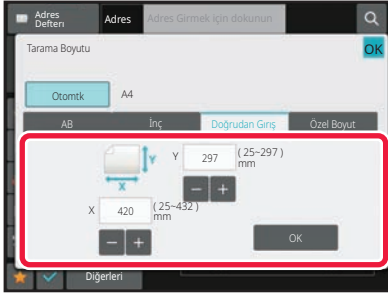 Adres
Defteri
Adres
Adres Girmek için dokunun
Tarama Boyutu
OK
Otomtk
A4
AB
İnç
Doğrudan Girış
Özel Boyut
Y
Y
297
( 25~297 )
mm
X
X
420
( 25~432 )
mm
OK
Diğerleri